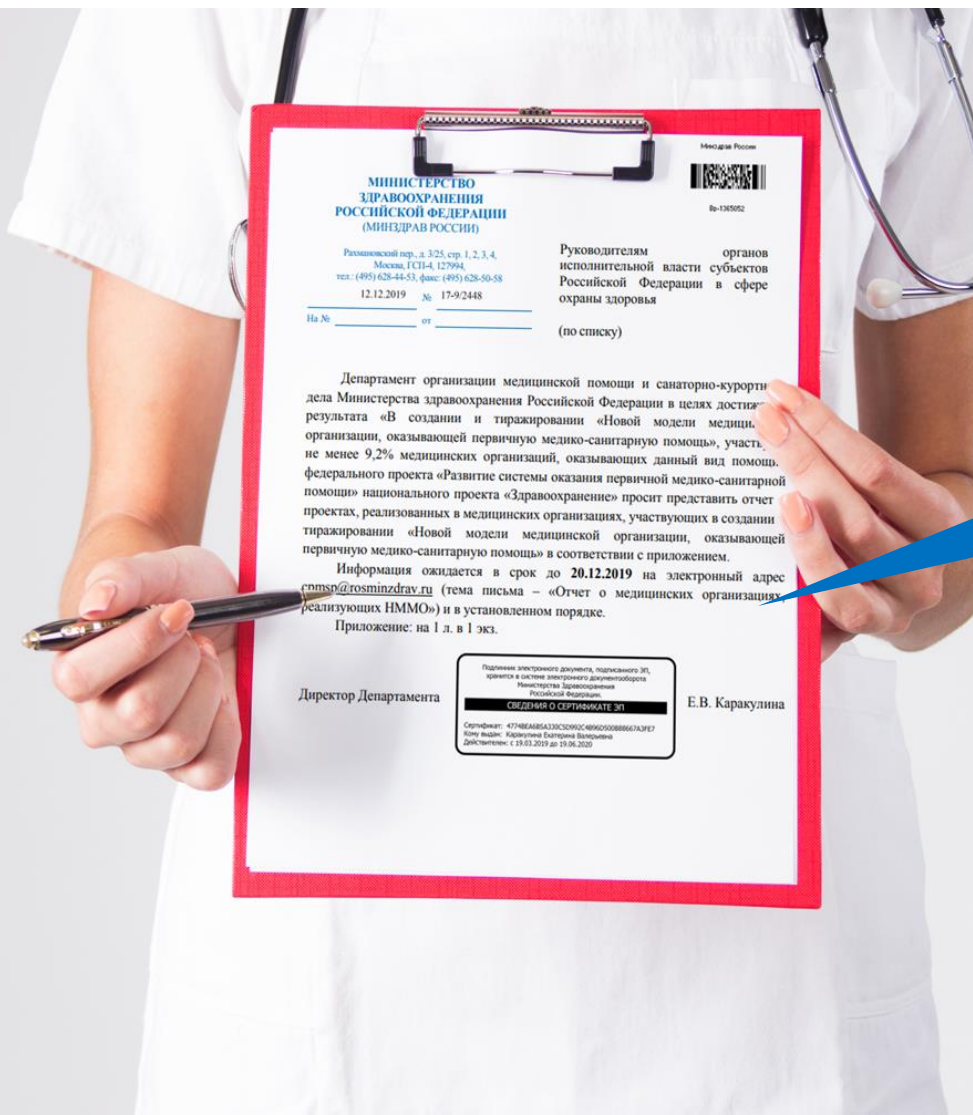 Минздрав России
Вр-1365052
МИНИСТЕРСТВО
ЗДРАВООХРАНЕНИЯ
РОССИЙСКОЙ ФЕДЕРАЦИИ
(МИНЗДРАВ РОССИИ)
Рахмановский пер., д. 3/25, стр. 1, 2, 3, 4,
Москва, ГСП-4, 127994,
тел.: (495) 628-44-53, факс: (495) 628-50-58
12.12.2019 № 17-9/2448
На № от
Руководителям органов
исполнительной власти субъектов
Российской Федерации в сфере
охраны здоровья
(по списку)
Департамент организации медицинской помощи и
дела Министерства здравоохранения Российской Федерации в целях
результата «В создании и тиражировании «Новой модели
организации, оказывающей первичную медико-санитарную помощь»,
не менее 9,2% медицинских организаций, оказывающих данный вид
федерального проекта «Развитие системы оказания первичной медико-санитарной
помощи» национального проекта «Здравоохранение» просит представить отчет
проектах, реализованных в медицинских организациях, участвующих в создании
тиражировании «Новой модели медицинской организации, оказывающей
первичную медико-санитарную помощь» в соответствии с приложением.
Информация ожидается в срок до 20.12.2019 на электронный адрес
cpmsp@rosminzdrav.ru (тема письма – «Отчет о медицинских организациях,
реализующих НММО») и в установленном порядке.
Приложение: на 1 л. в 1 экз.
Директор Департамента
Подлинник электронного документа, подписанного ЭП,
хранится в системе электронного документооборота
Министерства Здравоохранения
Российской Федерации.
СВЕДЕНИЯ О СЕРТИФИКАТЕ ЭП
Сертификат:
Кому выдан: Каракулина Екатерина Валерьевна
Действителен: с 19.03.2019 до 19.06.2020
Е.В. Каракулина